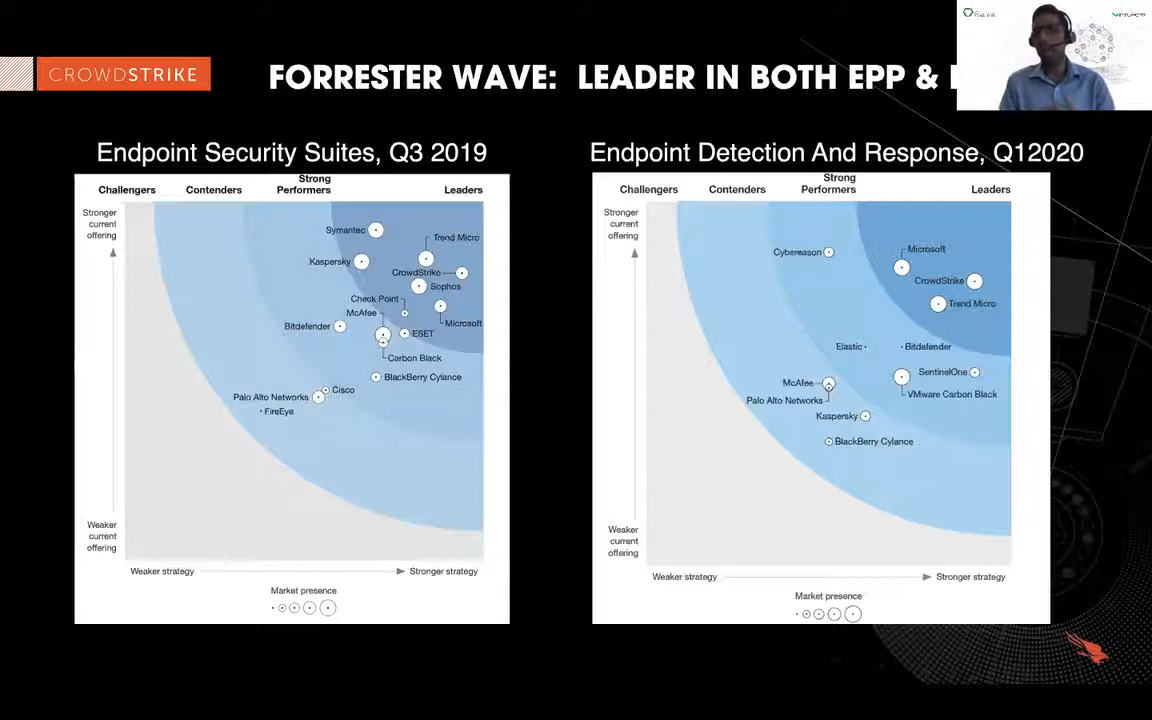 CROWDSTRIKE
FORRESTER WAVE: LEADER IN BOTH EPP &
Endpoint Security Suites, Q3 2019
Challengers
Contenders
Strong
Performers
Leaders
Stronger
current
offering
Symantec
Trend Micro
Kaspersky
CrowdStrike
Sophos
Check Point
McAfee
Microsoft
Bitdefender
ESET
Carbon Black
BlackBerry Cylance
Cisco
Palo Alto Networks
FireEye
Weaker
current
offering
Weaker strategy
Stronger strategy
Market presence
Endpoint Detection And Response, Q12020
Challengers
Contenders
Strong
Performers
Leaders
Stronger
current
offering
Microsoft
Cybereason
CrowdStrike
Trend Micro
Elastic
Bitdefender
SentinelOne
McAfee
VMware Carbon Black
Palo Alto Networks
Kaspersky
BlackBerry Cylance
Weaker
current
offering
Weaker strategy
Stronger strategy
Market presence